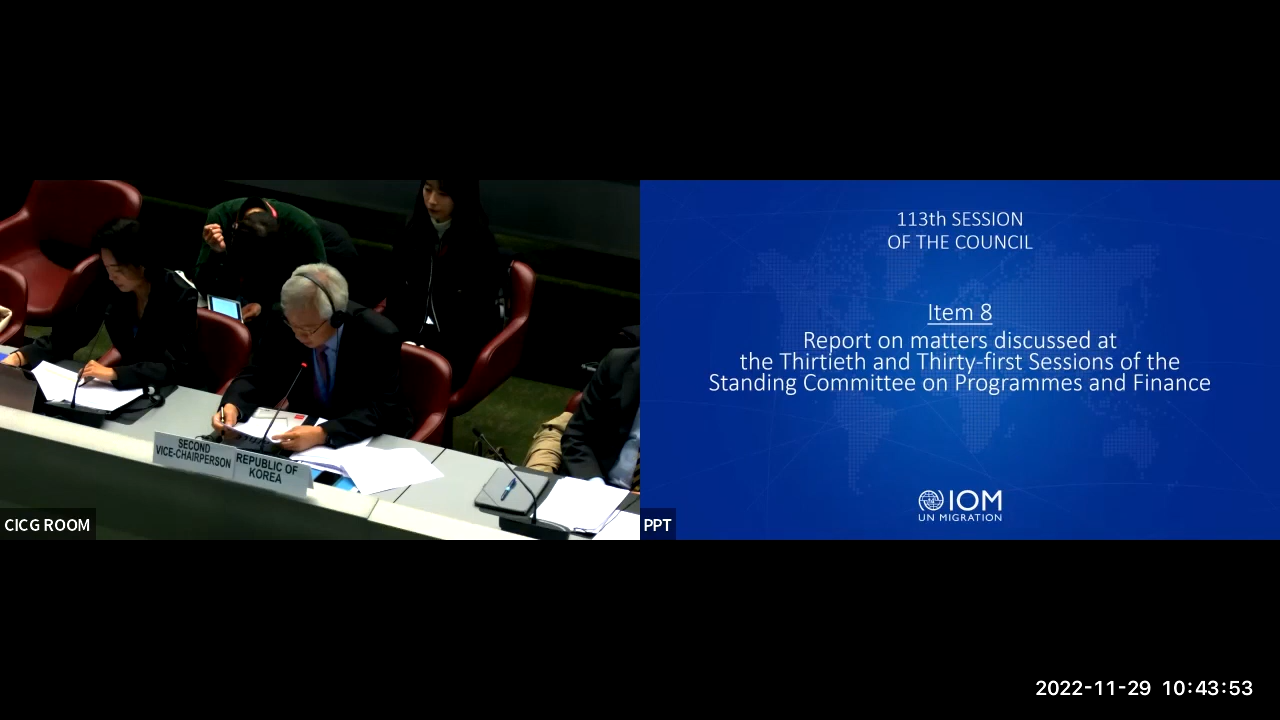 SECOND
VICE-CHAIRPERSON
REPUBLIC OF
KOREA
CICG ROOM
113th SESSION
OF THE COUNCIL
Item 8
Report on matters discussed at
the Thirtieth and Thirty-first Sessions of the
Standing Committee on Programmes and Finance
IOM
UN MIGRATION
PPT
2022-11-29 10:43:53